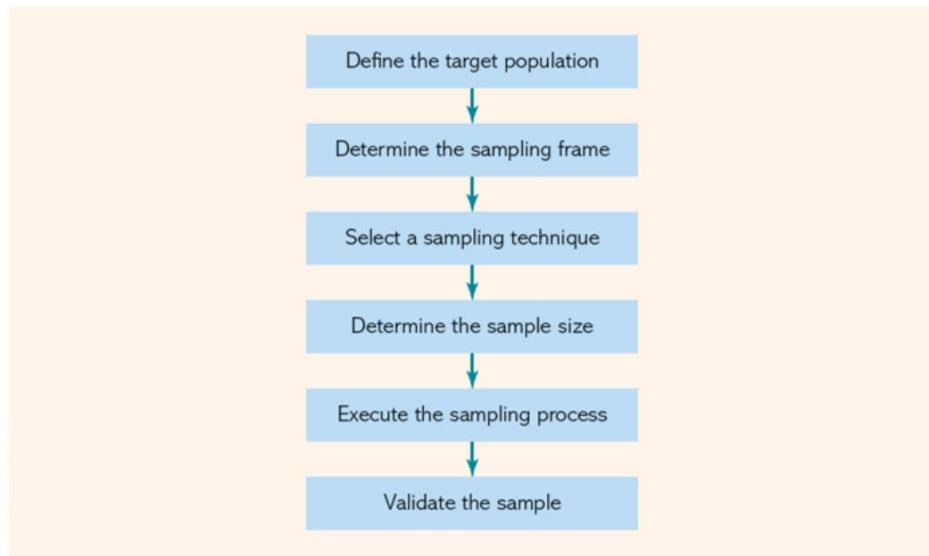 Define the target population
Determine the sampling frame
Select a sampling technique
Determine the sample size
Execute the sampling process
Validate the sample